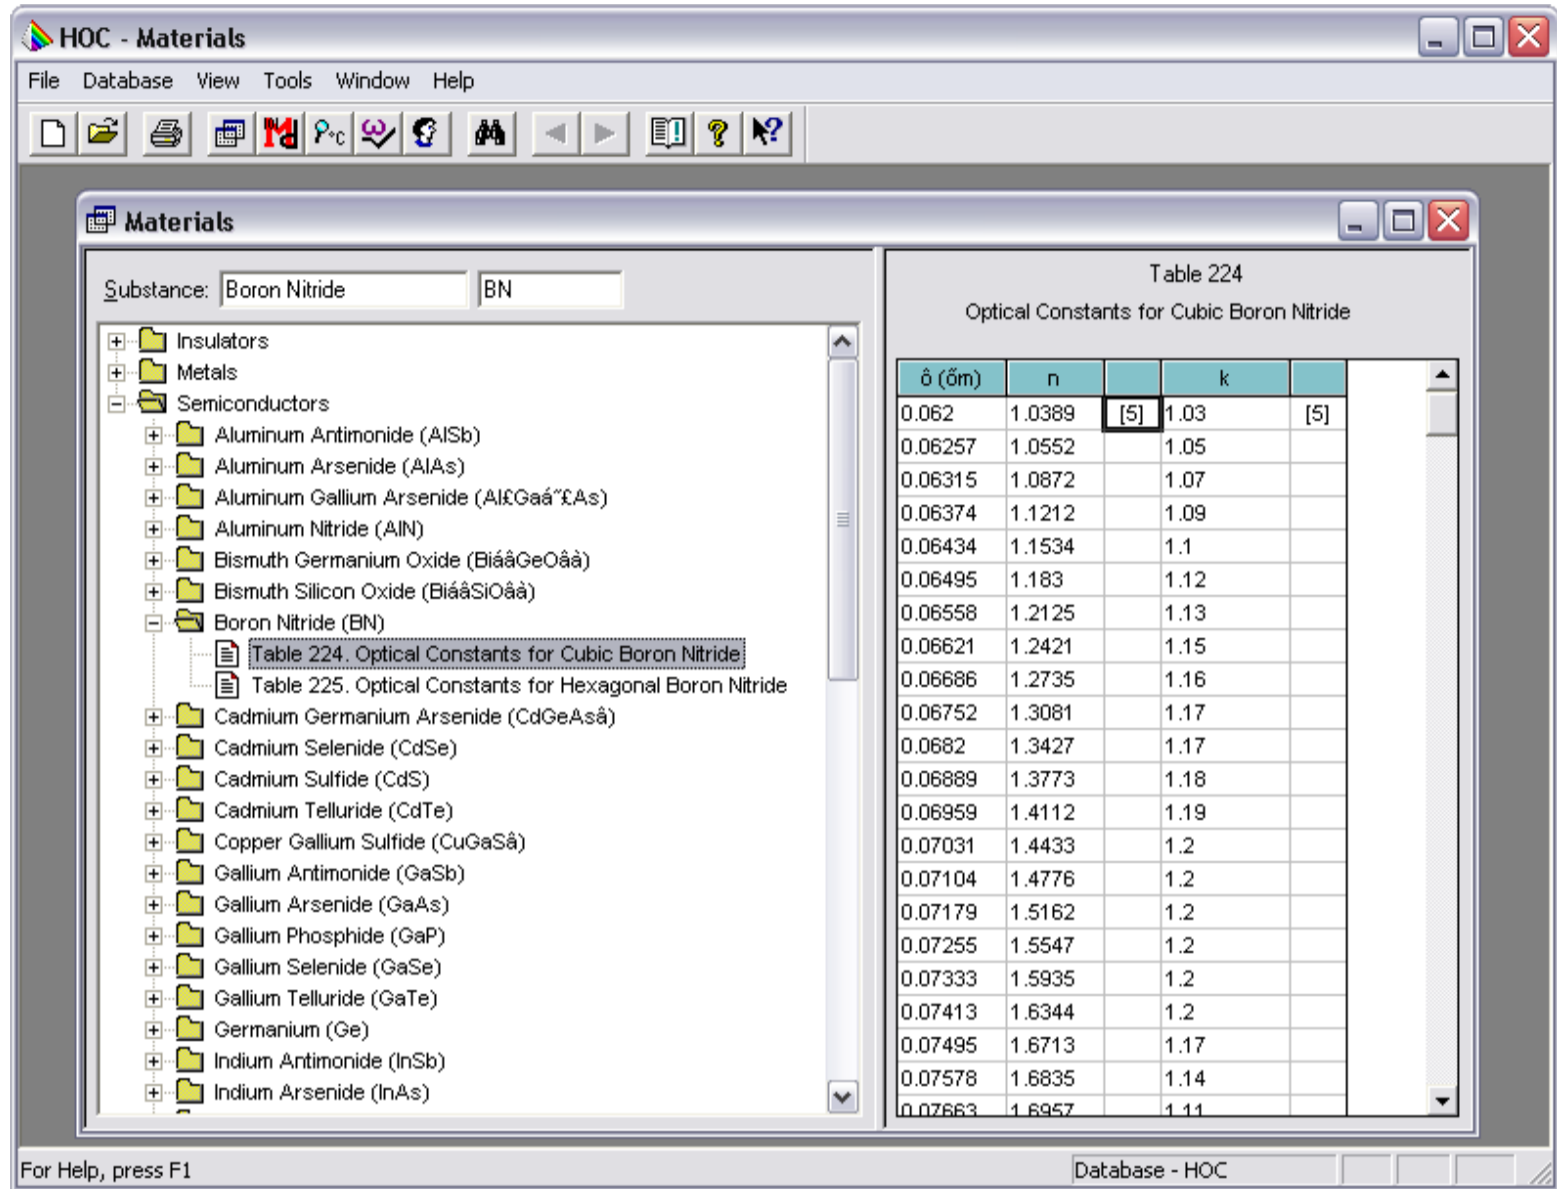 HOC - Materials
File Database View Tools Window Help
Materials
Substance: Boron Nitride BN
Insulators
Metals
Semiconductors
Aluminum Antimonide (AlSb)
Aluminum Arsenide (AlAs)
Aluminum Gallium Arsenide (Al£Gaá˜£As)
Aluminum Nitride (AlN)
Bismuth Germanium Oxide (BiáâGeOâà)
Bismuth Silicon Oxide (BiáâSiOâà)
Boron Nitride (BN)
Table 224. Optical Constants for Cubic Boron Nitride
Table 225. Optical Constants for Hexagonal Boron Nitride
Cadmium Germanium Arsenide (CdGeAsâ)
Cadmium Selenide (CdSe)
Cadmium Sulfide (CdS)
Cadmium Telluride (CdTe)
Copper Gallium Sulfide (CuGaSâ)
Gallium Antimonide (GaSb)
Gallium Arsenide (GaAs)
Gallium Phosphide (GaP)
Gallium Selenide (GaSe)
Gallium Telluride (GaTe)
Germanium (Ge)
Indium Antimonide (InSb)
Indium Arsenide (InAs)
Table 224
Optical Constants for Cubic Boron Nitride
ô (őm) n k
0.062 1.0389 [5] 1.03 [5]
0.06257 1.0552 1.05
0.06315 1.0872 1.07
0.06374 1.1212 1.09
0.06434 1.1534 1.1
0.06495 1.183 1.12
0.06558 1.2125 1.13
0.06621 1.2421 1.15
0.06686 1.2735 1.16
0.06752 1.3081 1.17
0.0682 1.3427 1.17
0.06889 1.3773 1.18
0.06959 1.4112 1.19
0.07031 1.4433 1.2
0.07104 1.4776 1.2
0.07179 1.5162 1.2
0.07255 1.5547 1.2
0.07333 1.5935 1.2
0.07413 1.6344 1.2
0.07495 1.6713 1.17
0.07578 1.6835 1.14
0.07663 1.6957 1.11
For Help, press F1
Database - HOC